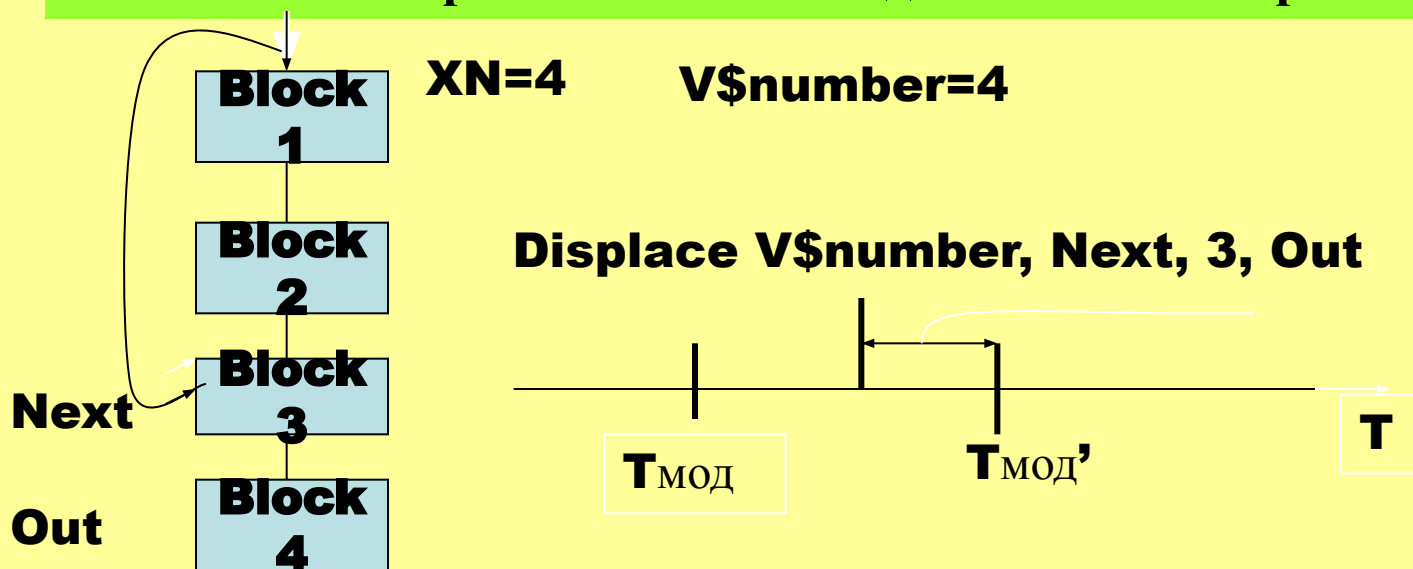 Block
1
XN=4
V$number=4
Block
2
Displace V$number, Next, 3, Out
Block
3
Next
Tмод
Tмод’
T
Block
4
Out